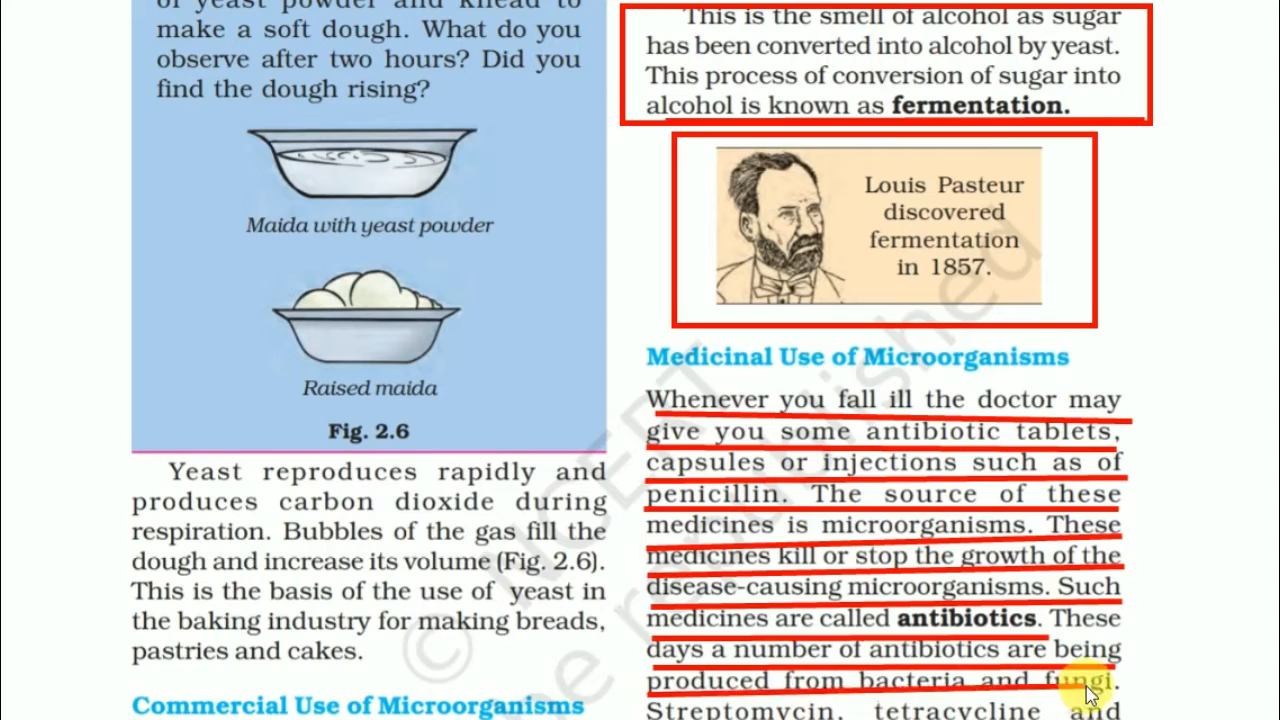 of yeast powder and knead to
make a soft dough. What do you
observe after two hours? Did you
find the dough rising?
Maida with yeast powder
Raised maida
Fig. 2.6
Yeast reproduces rapidly and
produces carbon dioxide during
respiration. Bubbles of the gas fill the
dough and increase its volume (Fig. 2.6).
This is the basis of the use of yeast in
the baking industry for making breads,
pastries and cakes.
Commercial Use of Microorganisms
This is the smell of alcohol as sugar
has been converted into alcohol by yeast.
This process of conversion of sugar into
alcohol is known as fermentation.
Louis Pasteur
discovered
fermentation
in 1857.
Medicinal Use of Microorganisms
Whenever you fall ill the doctor may
give you some antibiotic tablets,
capsules or injections such as of
penicillin. The source of these
medicines is microorganisms. These
medicines kill or stop the growth of the
disease-causing microorganisms. Such
medicines are called antibiotics. These
days a number of antibiotics are being
produced from bacteria and fungi.
Streptomycin, tetracycline and
© NCERT
be republished